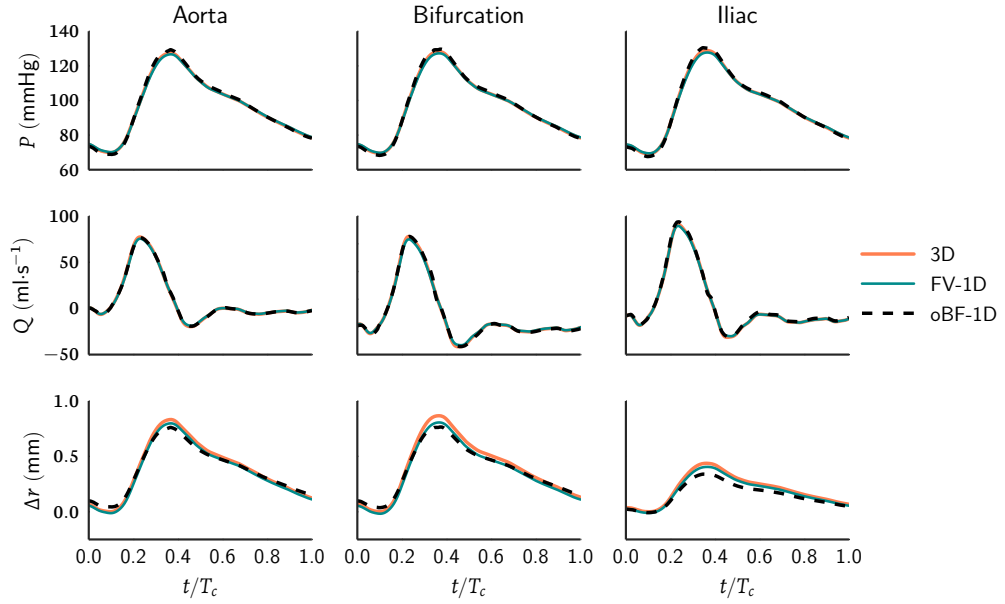 Aorta Bifurcation Iliac
140
120
100
80
60
P (mmHg)
100
50
0
−50
Q (ml·s⁻¹)
3D
FV-1D
oBF-1D
1.0
0.5
0.0
Δr (mm)
0.0 0.2 0.4 0.6 0.8 1.0 0.0 0.2 0.4 0.6 0.8 1.0 0.0 0.2 0.4 0.6 0.8 1.0
t/T_c t/T_c t/T_c